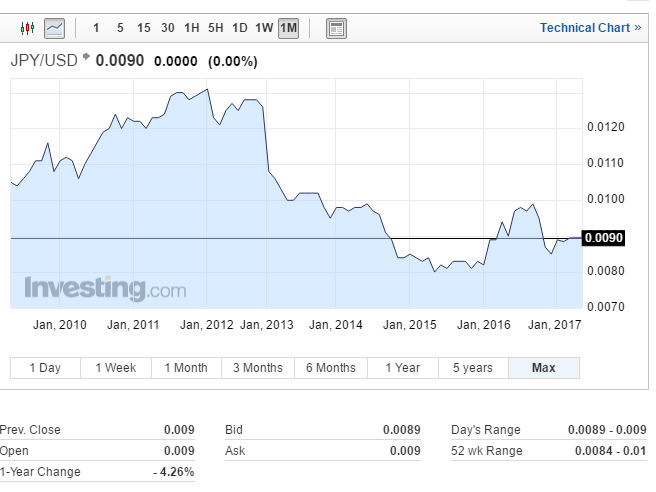 1 5 15 30 1H 5H 1D 1W 1M Technical Chart »
JPY/USD 0.0090 0.0000 (0.00%)
0.0120
0.0110
0.0100
0.0090
0.0080
0.0070
Investing.com
Jan, 2010 Jan, 2011 Jan, 2012 Jan, 2013 Jan, 2014 Jan, 2015 Jan, 2016 Jan, 2017
1 Day 1 Week 1 Month 3 Months 6 Months 1 Year 5 years Max
Prev. Close 0.009 Bid 0.0089 Day's Range 0.0089 - 0.009
Open 0.009 Ask 0.009 52 wk Range 0.0084 - 0.01
1-Year Change - 4.26%